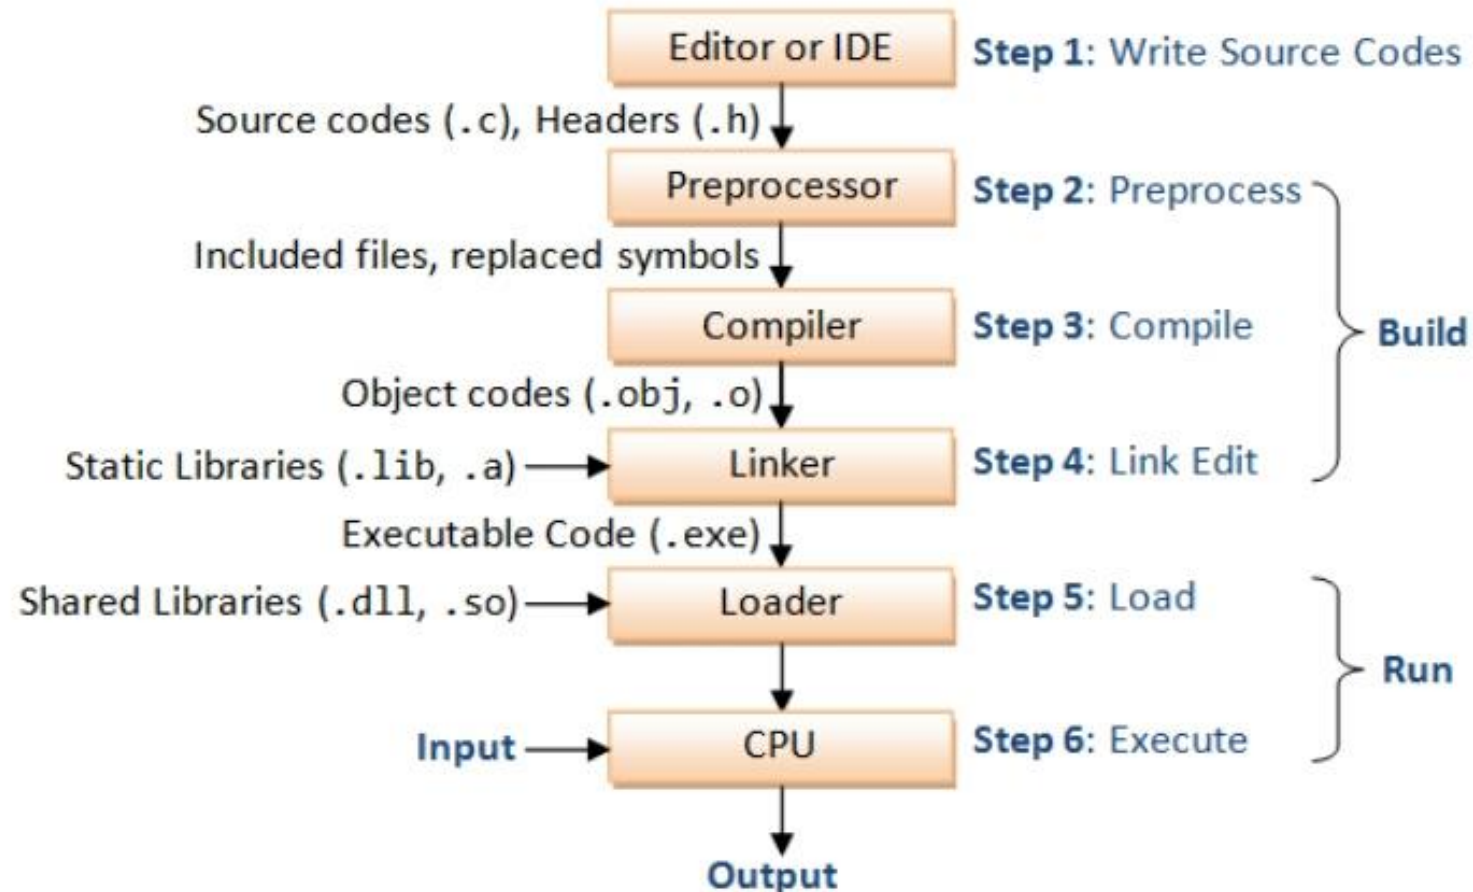 Editor or IDE Step 1: Write Source Codes
Source codes (.c), Headers (.h)
Preprocessor Step 2: Preprocess
Included files, replaced symbols
Compiler Step 3: Compile
Build
Object codes (.obj, .o)
Static Libraries (.lib, .a) Linker Step 4: Link Edit
Executable Code (.exe)
Shared Libraries (.dll, .so) Loader Step 5: Load
Run
Input CPU Step 6: Execute
Output